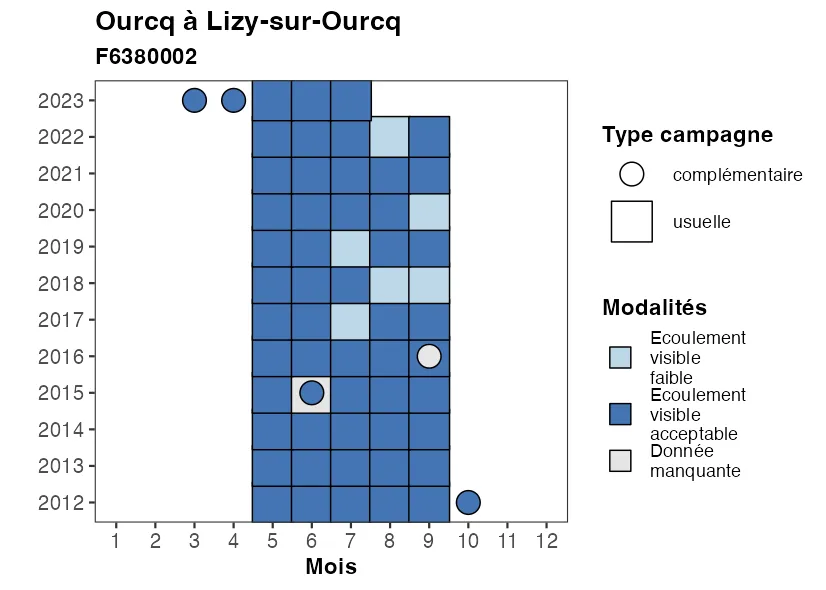 Ourcq à Lizy-sur-Ourcq
F6380002
2023
2022
2021
2020
2019
2018
2017
2016
2015
2014
2013
2012
1 2 3 4 5 6 7 8 9 10 11 12
Mois
Type campagne
complémentaire
usuelle
Modalités
Ecoulement
visible
faible
Ecoulement
visible
acceptable
Donnée
manquante